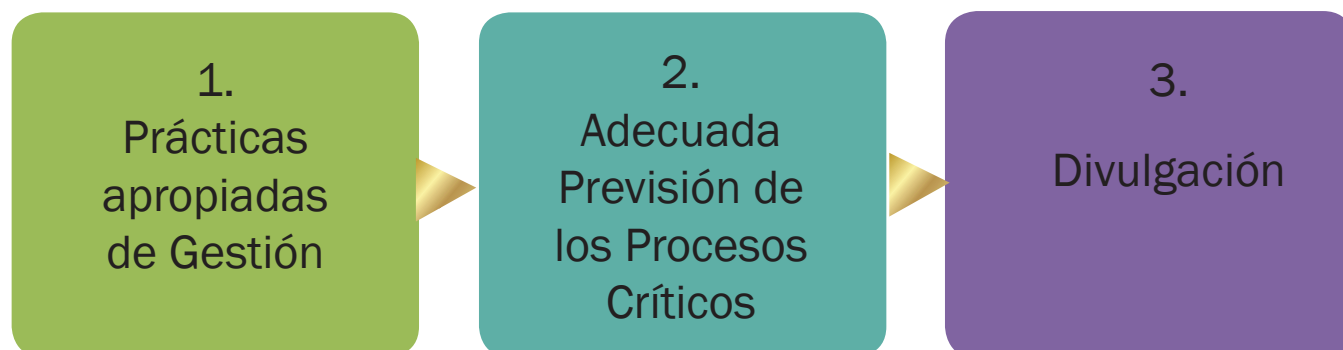 1.
Prácticas
apropiadas
de Gestión
2.
Adecuada
Previsión de
los Procesos
Críticos
3.
Divulgación